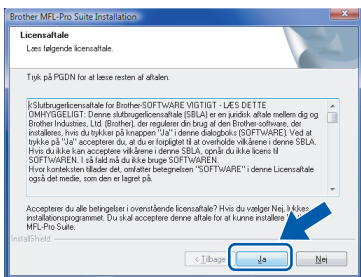 Brother MFL-Pro Suite Installation
Licensaftale
Læs følgende licensaftale.
Tryk på PGDN for at læse resten af aftalen.
<Slutbrugerlicensaftale for Brother-SOFTWARE VIGTIGT - LÆS DETTE
OMHYGGELIGT: Denne slutbrugerlicensaftale (SBLA) er en juridisk aftale mellem dig og
Brother Industries, Ltd. (Brother), der regulerer din brug af den Brother-software, der
installeres, hvis du trykker på knappen "Ja" i denne dialogboks (SOFTWARE). Ved at
trykke på "Ja" accepterer du, at du er forpligtet til at overholde vilkårene i denne SBLA.
Hvis du ikke kan acceptere vilkårene i denne SBLA, opnår du ikke licens til
SOFTWAREN. I så fald må du ikke bruge SOFTWAREN.
Hvor konteksten tillader det, omfatter betegnelsen "SOFTWARE" i denne Licensaftale
også det medie, som den er lagret på.
Accepterer du alle betingelser i ovenstående licensaftale? Hvis du vælger Nej, lukkes
installationsprogrammet. Du skal acceptere denne aftale for at kunne installere
MFL-Pro Suite.
InstallShield
< Tilbage
Ja
Nej